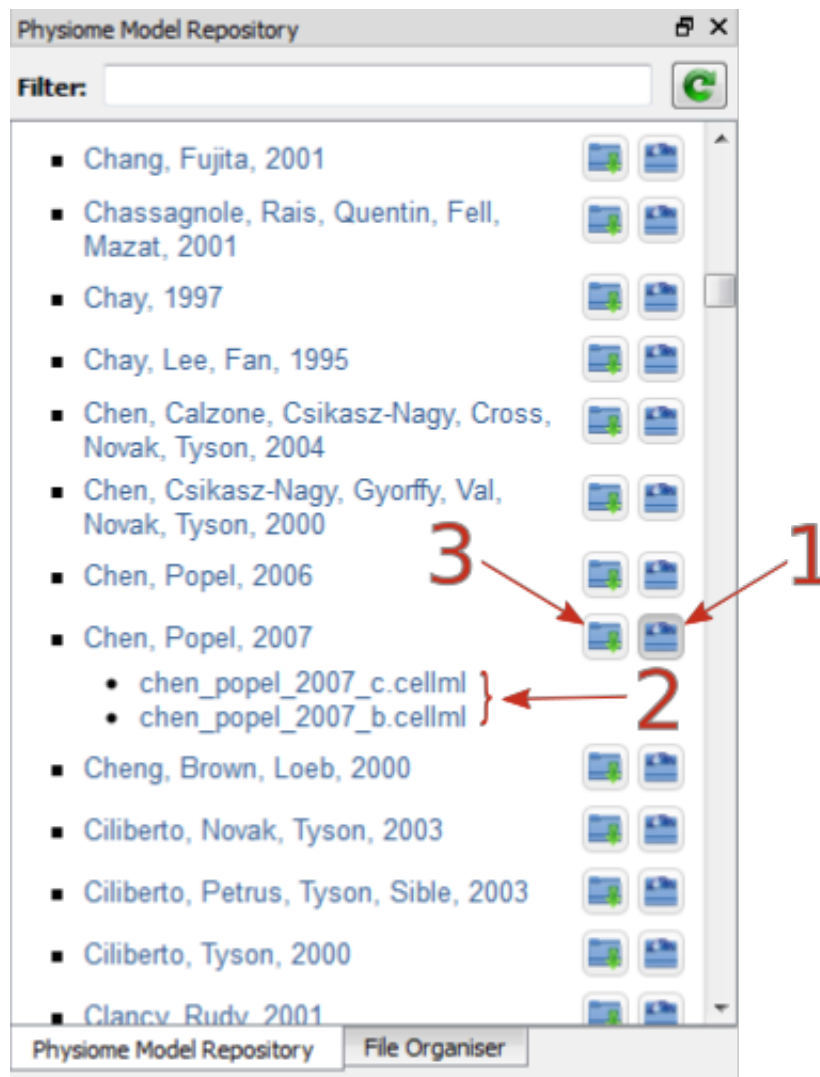 Physiome Model Repository
Filter:
Chang, Fujita, 2001
Chassagnole, Rais, Quentin, Fell,
Mazat, 2001
Chay, 1997
Chay, Lee, Fan, 1995
Chen, Calzone, Csikasz-Nagy, Cross,
Novak, Tyson, 2004
Chen, Csikasz-Nagy, Gyorffy, Val,
Novak, Tyson, 2000
3
1
Chen, Popel, 2006
Chen, Popel, 2007
chen_popel_2007_c.cellml
chen_popel_2007_b.cellml
2
Cheng, Brown, Loeb, 2000
Ciliberto, Novak, Tyson, 2003
Ciliberto, Petrus, Tyson, Sible, 2003
Ciliberto, Tyson, 2000
Clancy, Rudy, 2001
Physiome Model Repository
File Organiser